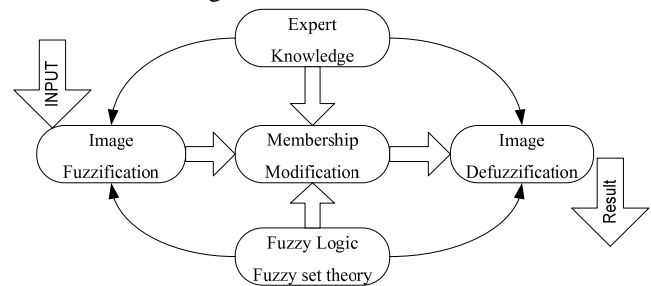 Expert
Knowledge
INPUT
Image
Fuzzification
Membership
Modification
Image
Defuzzification
Result
Fuzzy Logic
Fuzzy set theory